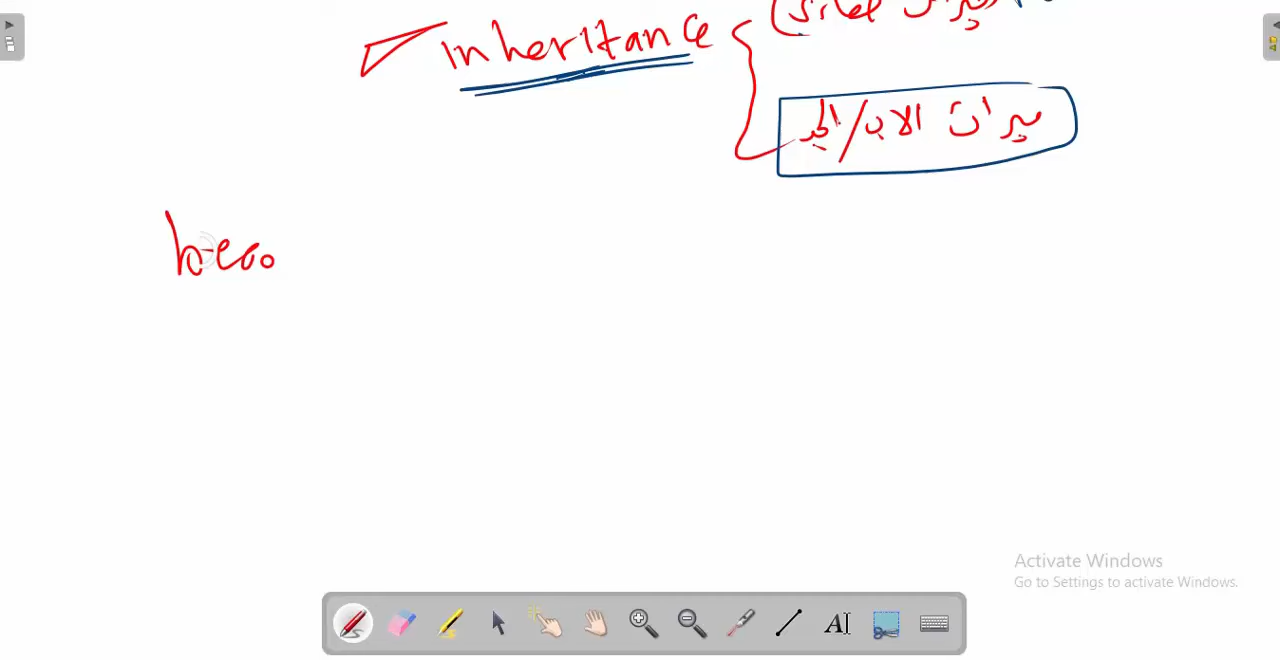 inheritance
ميراث الاب/الجد
Activate Windows
Go to Settings to activate Windows.